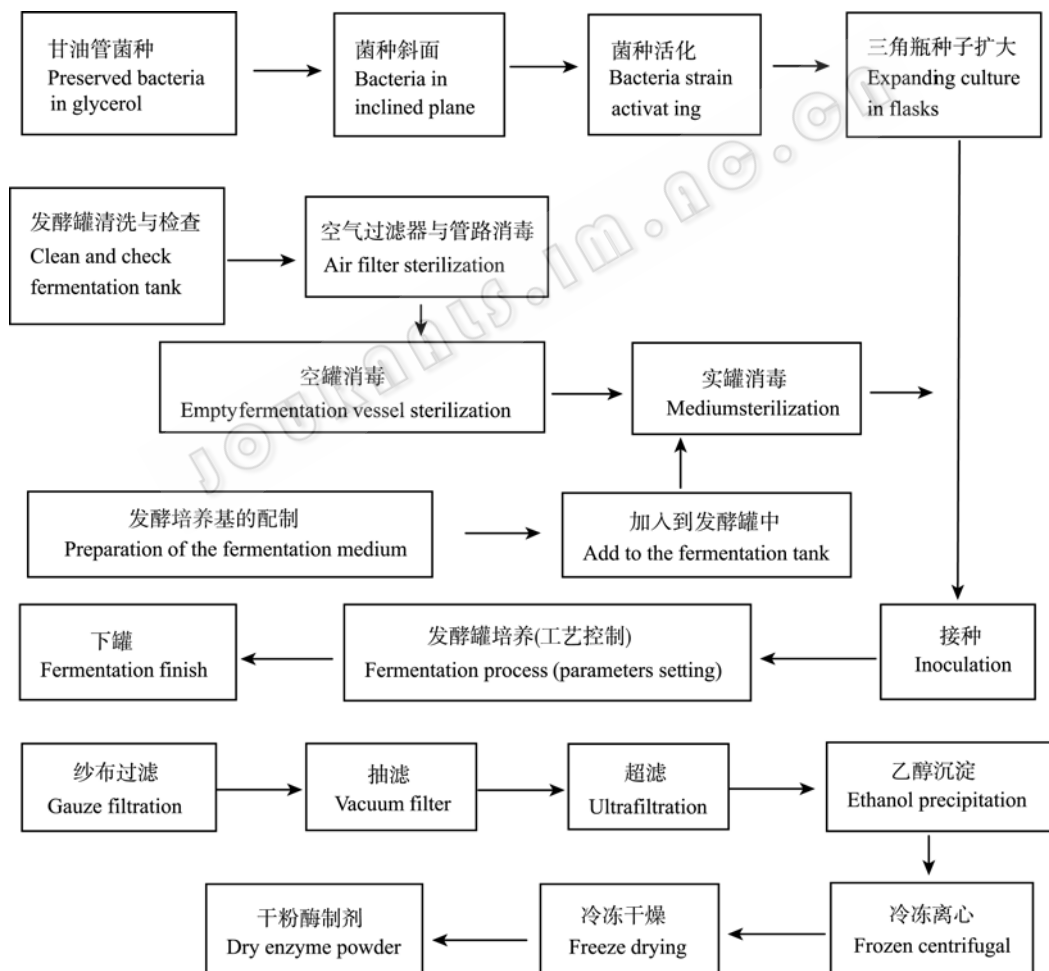 甘油管菌种
Preserved bacteria
in glycerol
菌种斜面
Bacteria in
inclined plane
菌种活化
Bacteria strain
activat ing
三角瓶种子扩大
Expanding culture
in flasks
发酵罐清洗与检查
Clean and check
fermentation tank
空气过滤器与管路消毒
Air filter sterilization
空罐消毒
Emptyfermentation vessel sterilization
实罐消毒
Mediumsterilization
发酵培养基的配制
Preparation of the fermentation medium
加入到发酵罐中
Add to the fermentation tank
下罐
Fermentation finish
发酵罐培养(工艺控制)
Fermentation process (parameters setting)
接种
Inoculation
纱布过滤
Gauze filtration
抽滤
Vacuum filter
超滤
Ultrafiltration
乙醇沉淀
Ethanol precipitation
干粉酶制剂
Dry enzyme powder
冷冻干燥
Freeze drying
冷冻离心
Frozen centrifugal
JOURNALS.IM.AC.CN